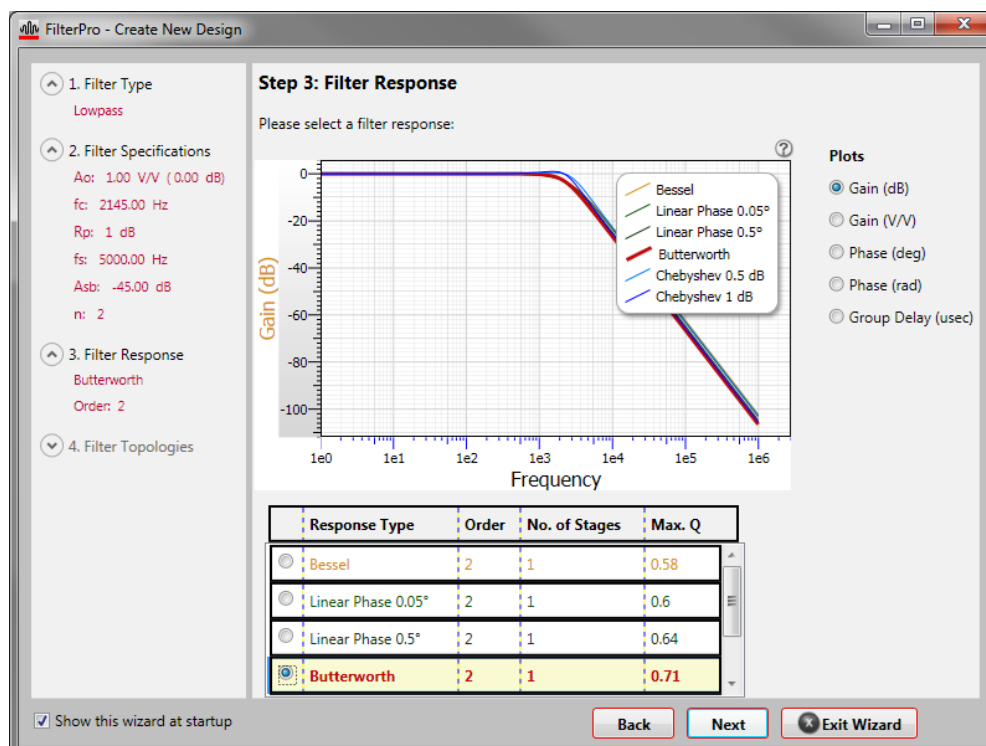 FilterPro - Create New Design
1. Filter Type
Lowpass
2. Filter Specifications
Ao: 1.00 V/V ( 0.00 dB)
fc: 2145.00 Hz
Rp: 1 dB
fs: 5000.00 Hz
Asb: -45.00 dB
n: 2
3. Filter Response
Butterworth
Order: 2
4. Filter Topologies
Step 3: Filter Response
Please select a filter response:
?
Gain (dB)
0
-20
-40
-60
-80
-100
1e0 1e1 1e2 1e3 1e4 1e5 1e6
Frequency
Bessel
Linear Phase 0.05°
Linear Phase 0.5°
Butterworth
Chebyshev 0.5 dB
Chebyshev 1 dB
Plots
Gain (dB)
Gain (V/V)
Phase (deg)
Phase (rad)
Group Delay (usec)
Response Type Order No. of Stages Max. Q
Bessel 2 1 0.58
Linear Phase 0.05° 2 1 0.6
Linear Phase 0.5° 2 1 0.64
Butterworth 2 1 0.71
Show this wizard at startup
Back Next Exit Wizard